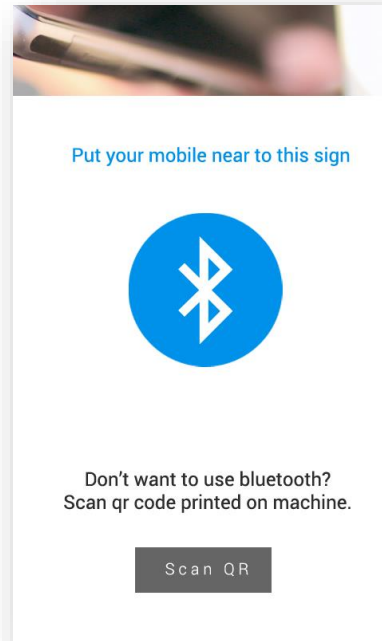 Put your mobile near to this sign
Don't want to use bluetooth?
Scan qr code printed on machine.
Scan QR